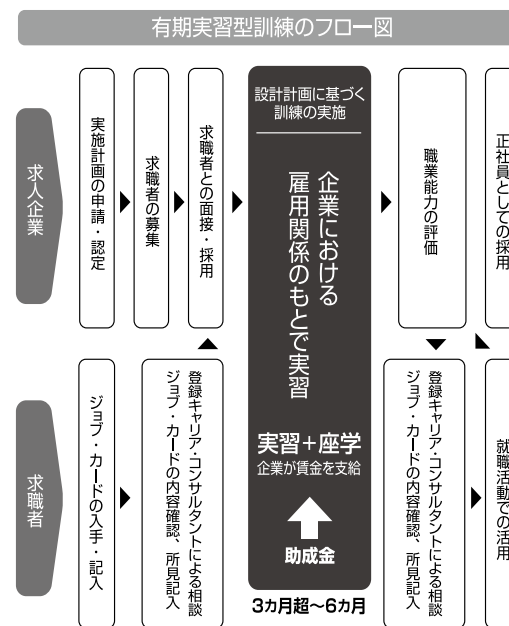 有期実習型訓練のフロー図
求人企業
実施計画の申請・認定
求職者の募集
求職者との面接・採用
設計計画に基づく
訓練の実施
企業における
雇用関係のもとで実習
実習+座学
企業が賃金を支給
助成金
3カ月超~6カ月
職業能力の評価
正社員としての採用
求職者
ジョブ・カードの入手・記入
登録キャリア・コンサルタントによる相談
ジョブ・カードの内容確認、所見記入
登録キャリア・コンサルタントによる相談
ジョブ・カードの内容確認、所見記入
就職活動での活用